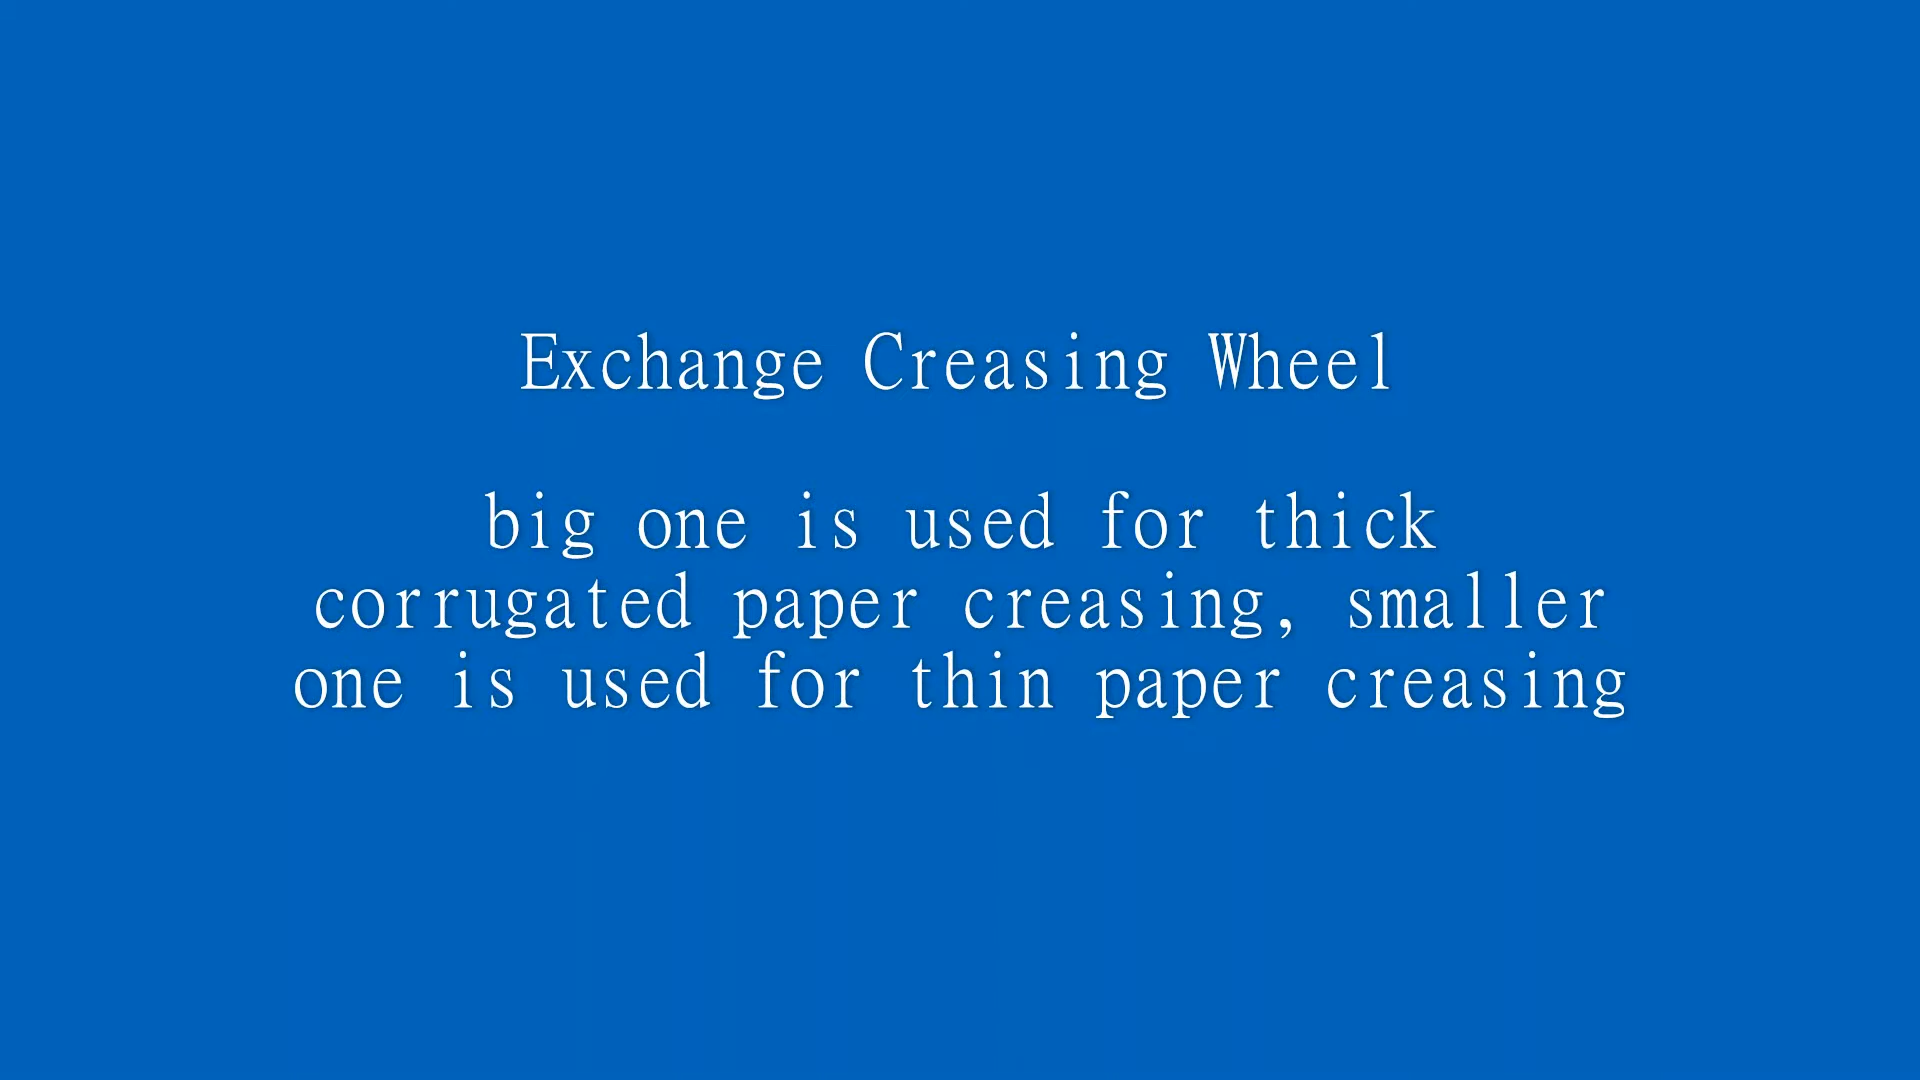 Exchange Creasing Wheel
big one is used for thick
corrugated paper creasing, smaller
one is used for thin paper creasing